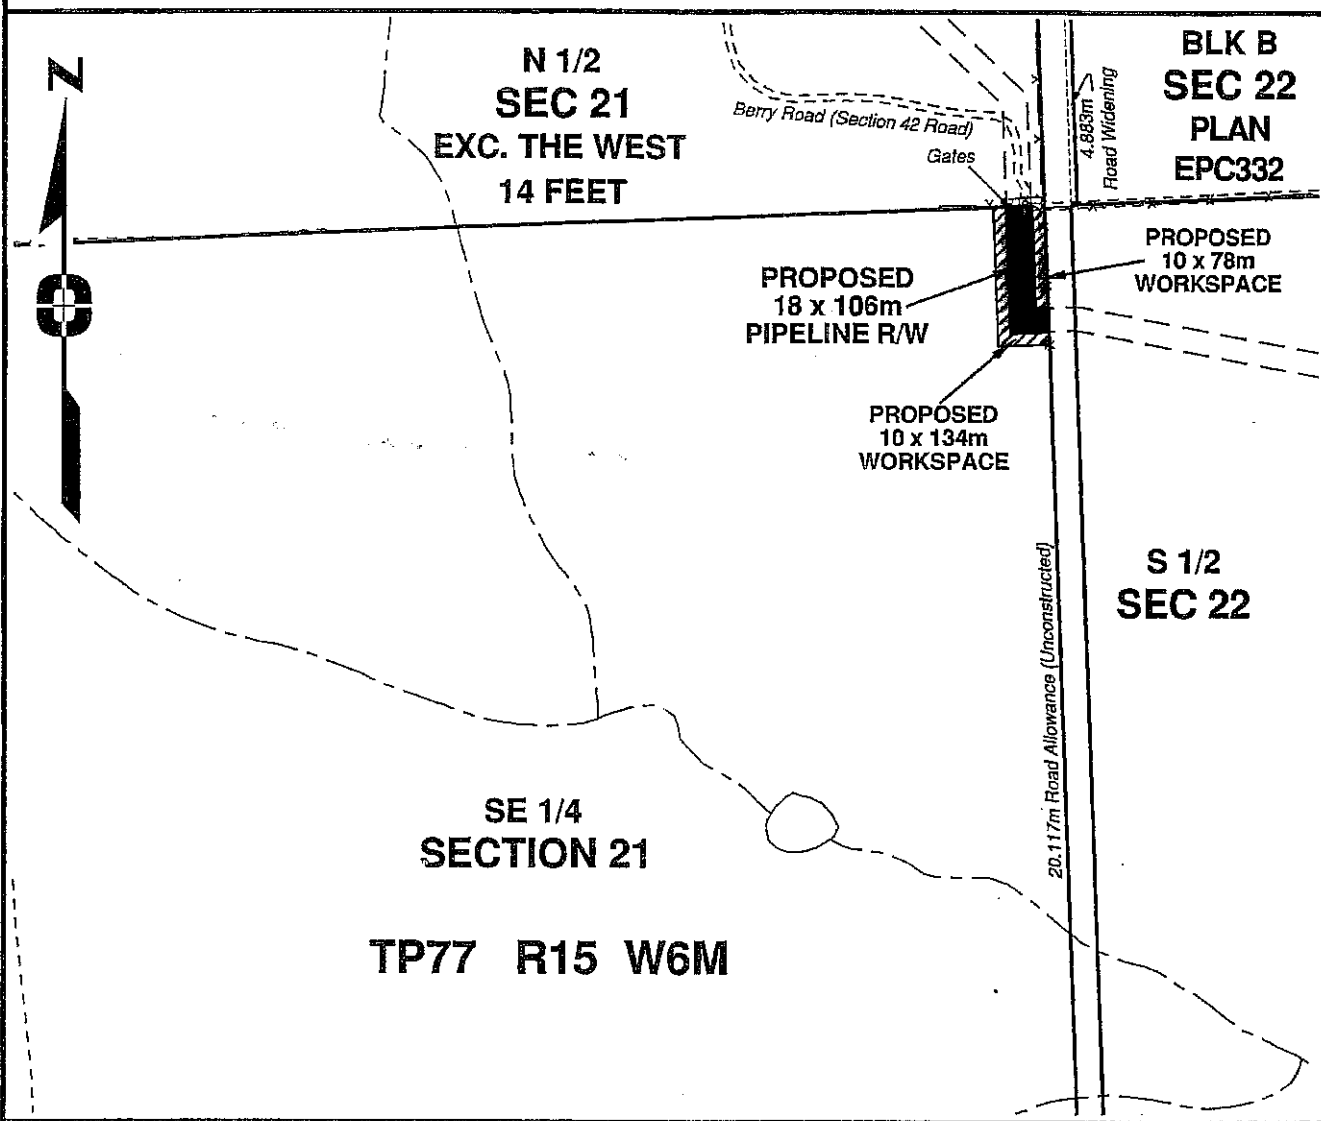 N
N 1/2
SEC 21
EXC. THE WEST
14 FEET
Berry Road (Section 42 Road)
Gates
4.883m
Road Widening
BLK B
SEC 22
PLAN
EPC332
PROPOSED
18 x 106m
PIPELINE R/W
PROPOSED
10 x 78m
WORKSPACE
PROPOSED
10 x 134m
WORKSPACE
20.117m Road Allowance (Unconstructed)
S 1/2
SEC 22
SE 1/4
SECTION 21
TP77 R15 W6M